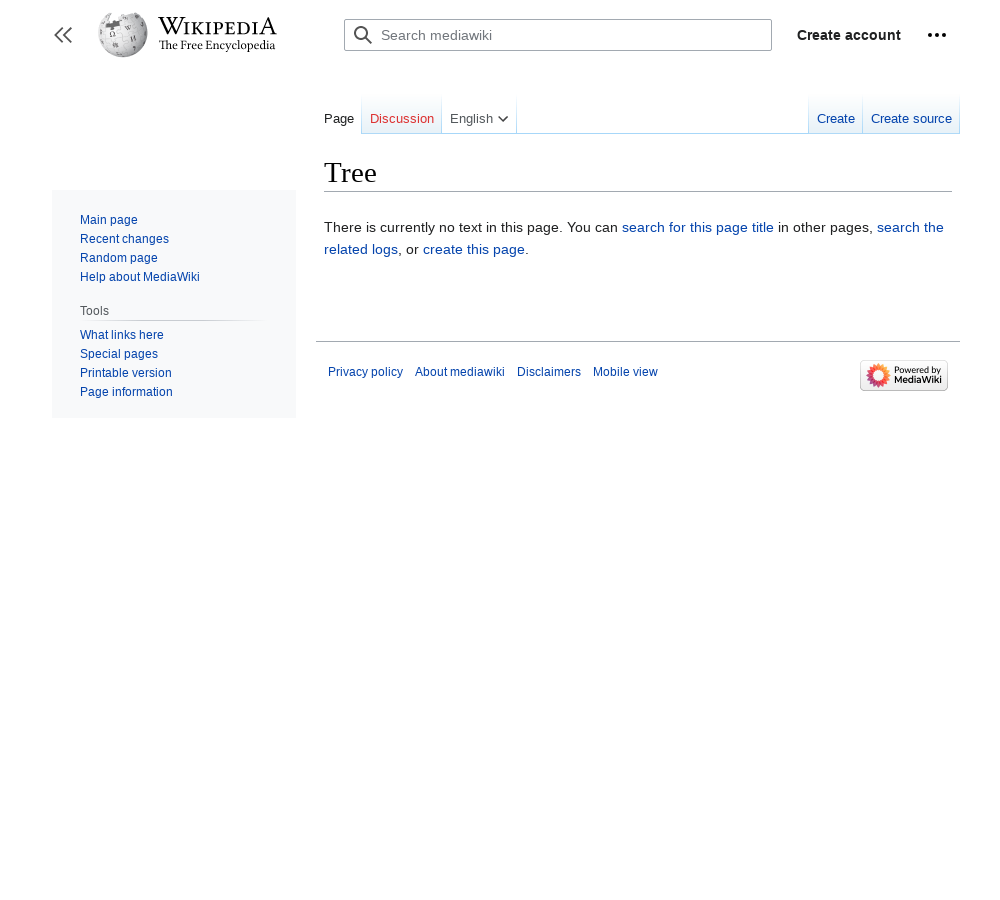 WIKIPEDIA
The Free Encyclopedia
Search mediawiki
Create account
Page
Discussion
English
Create
Create source
Tree
There is currently no text in this page. You can search for this page title in other pages, search the
related logs, or create this page.
Main page
Recent changes
Random page
Help about MediaWiki
Tools
What links here
Special pages
Printable version
Page information
Privacy policy
About mediawiki
Disclaimers
Mobile view
Powered by
MediaWiki